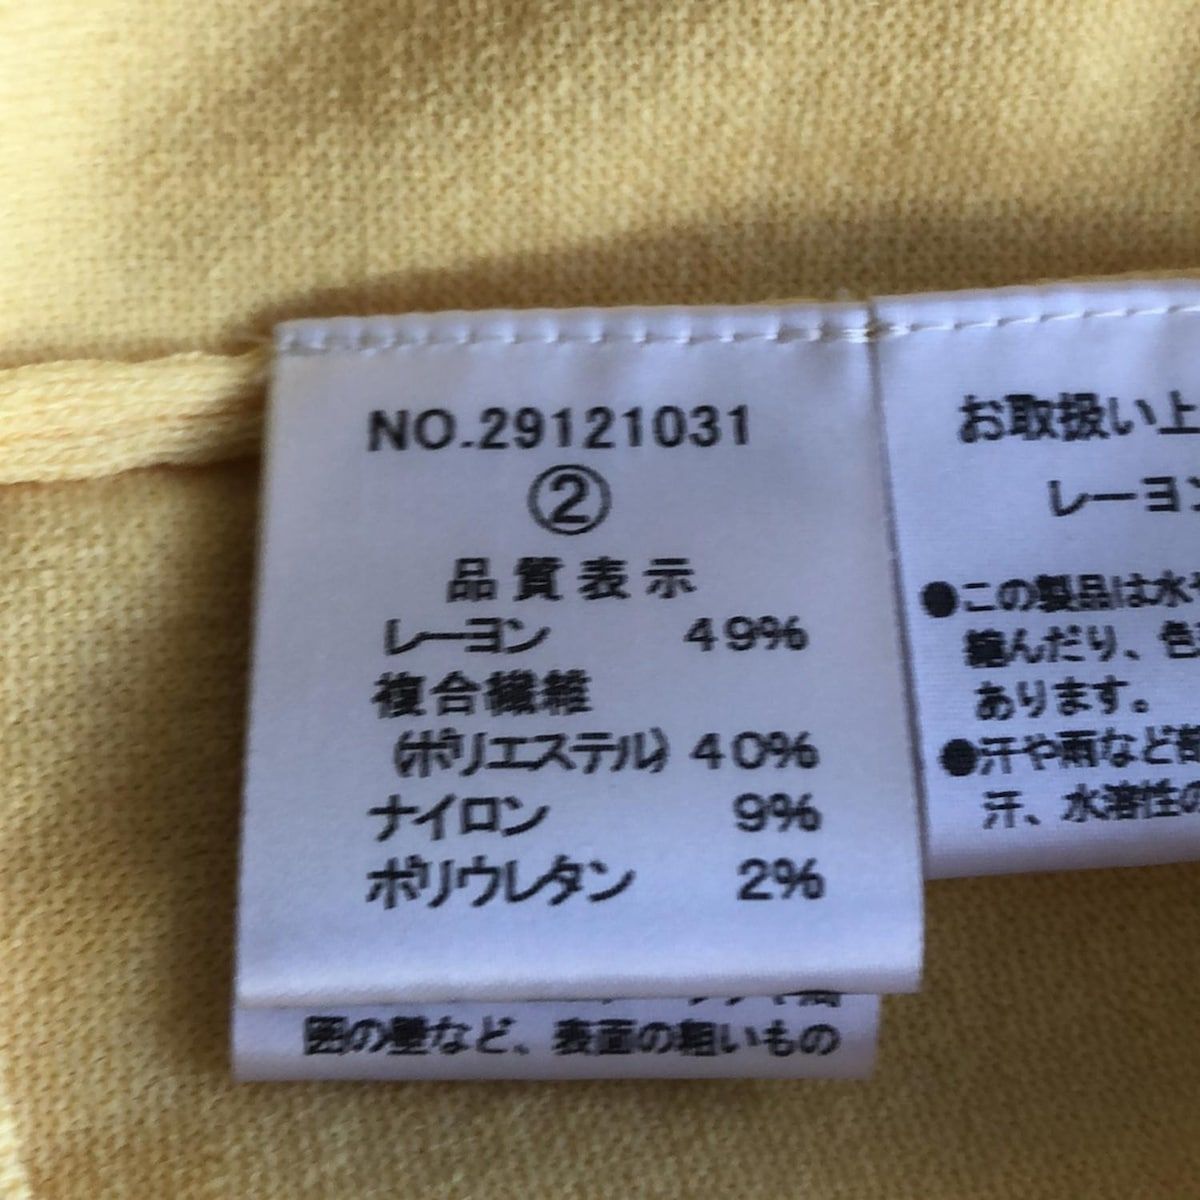 NO.29121031
②
品質表示
レーヨン 49%
複合繊維
(ポリエステル) 40%
ナイロン 9%
ポリウレタン 2%
囲の壁など、表面の粗いもの
お取扱い上
レーヨン
●この製品は水
縮んだり、色
あります。
●汗や雨など
汗、水溶性の